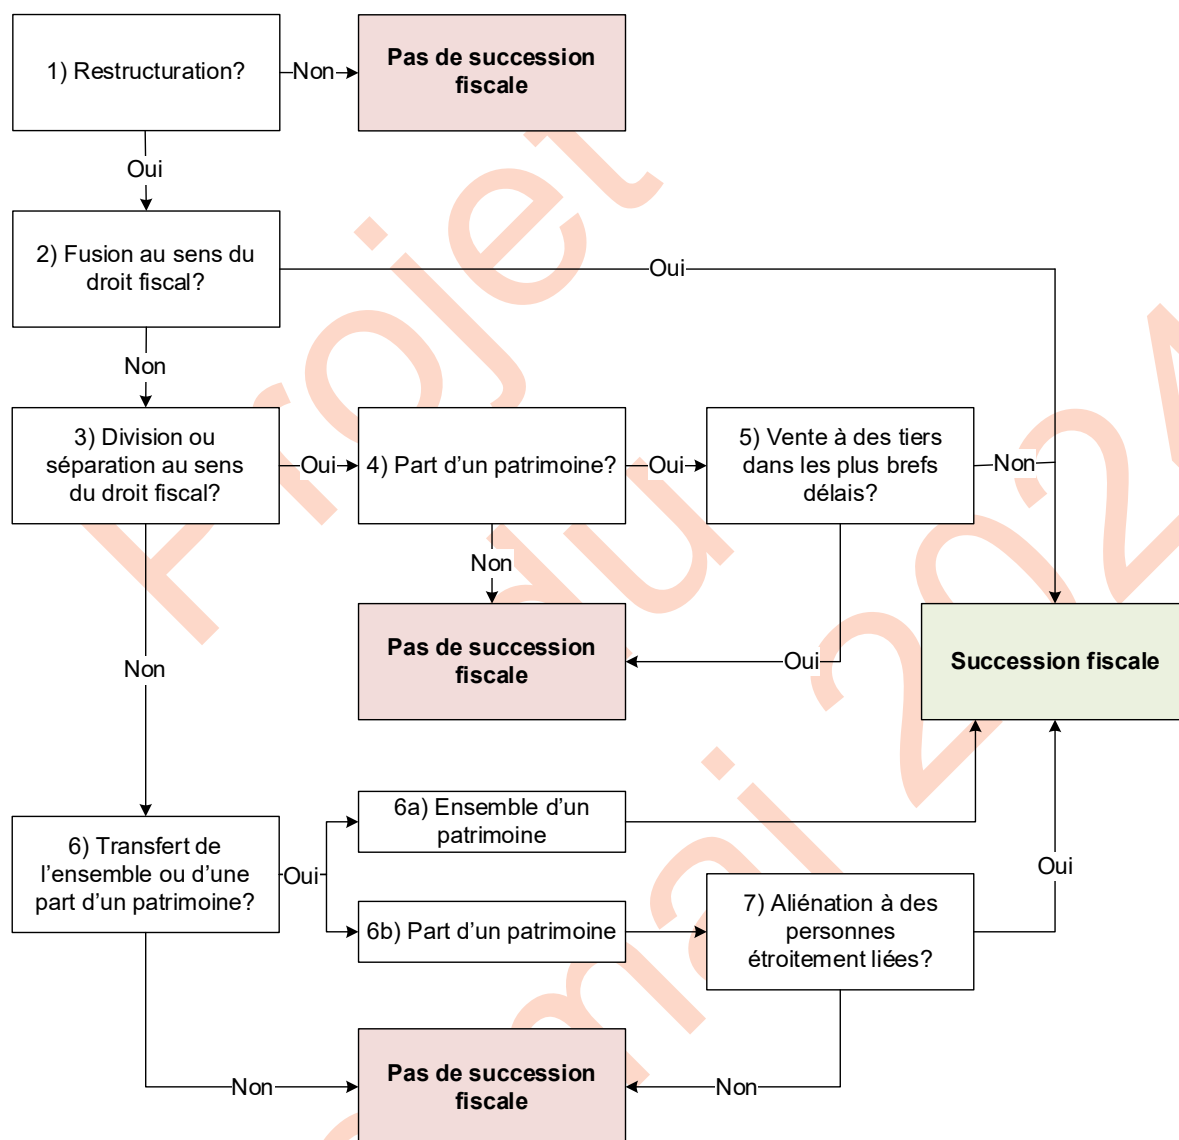 1) Restructuration?
Non
Pas de succession
fiscale
Oui
2) Fusion au sens du
droit fiscal?
Oui
Non
3) Division ou
séparation au sens
du droit fiscal?
Oui
4) Part d’un patrimoine?
Oui
5) Vente à des tiers
dans les plus brefs
délais?
Non
Non
Pas de succession
fiscale
Oui
Succession fiscale
Non
6) Transfert de
l’ensemble ou d’une
part d’un patrimoine?
Oui
6a) Ensemble d’un
patrimoine
6b) Part d’un patrimoine
7) Aliénation à des
personnes
étroitement liées?
Oui
Non
Pas de succession
fiscale
Non
Projet
du
mai 2024